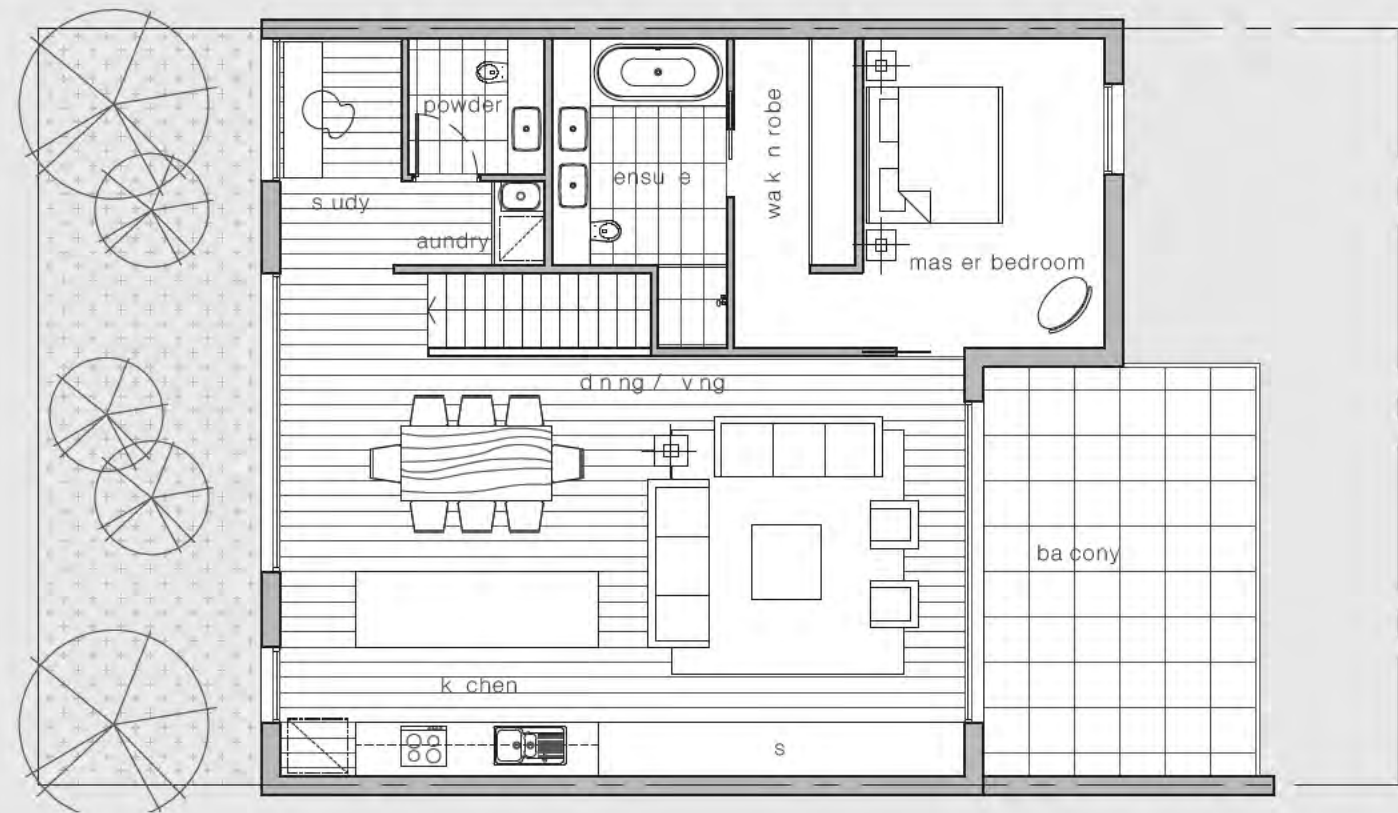 powder
ensu e
wa k n robe
s udy
aundry
mas er bedroom
d n ng / v ng
ba cony
k chen
s